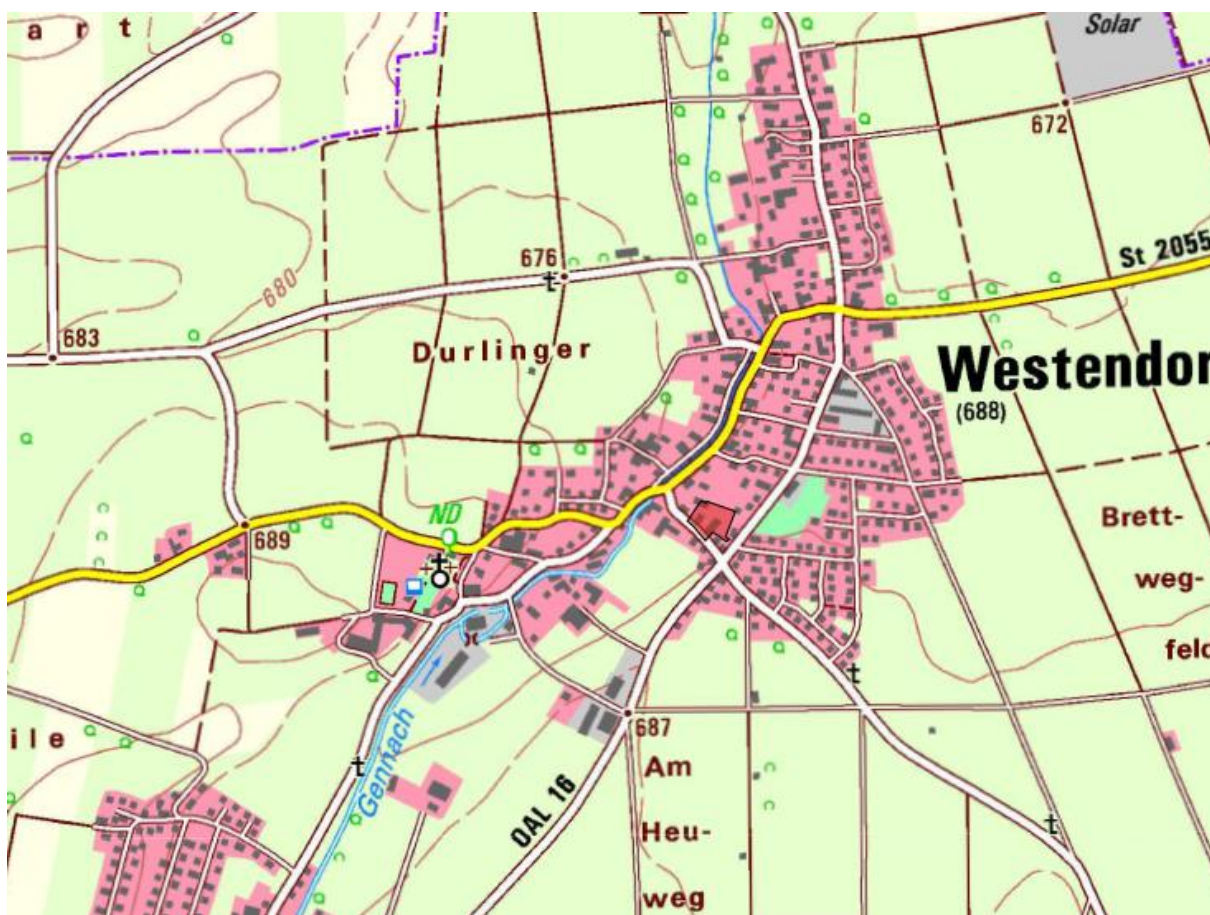 art
Solar
672
St 2055
676
680
683
Durlinger
Westendor
(688)
ND
689
Brett-
weg-
feld
ile
Gennach
687
OAL 16
Am
Heu-
weg